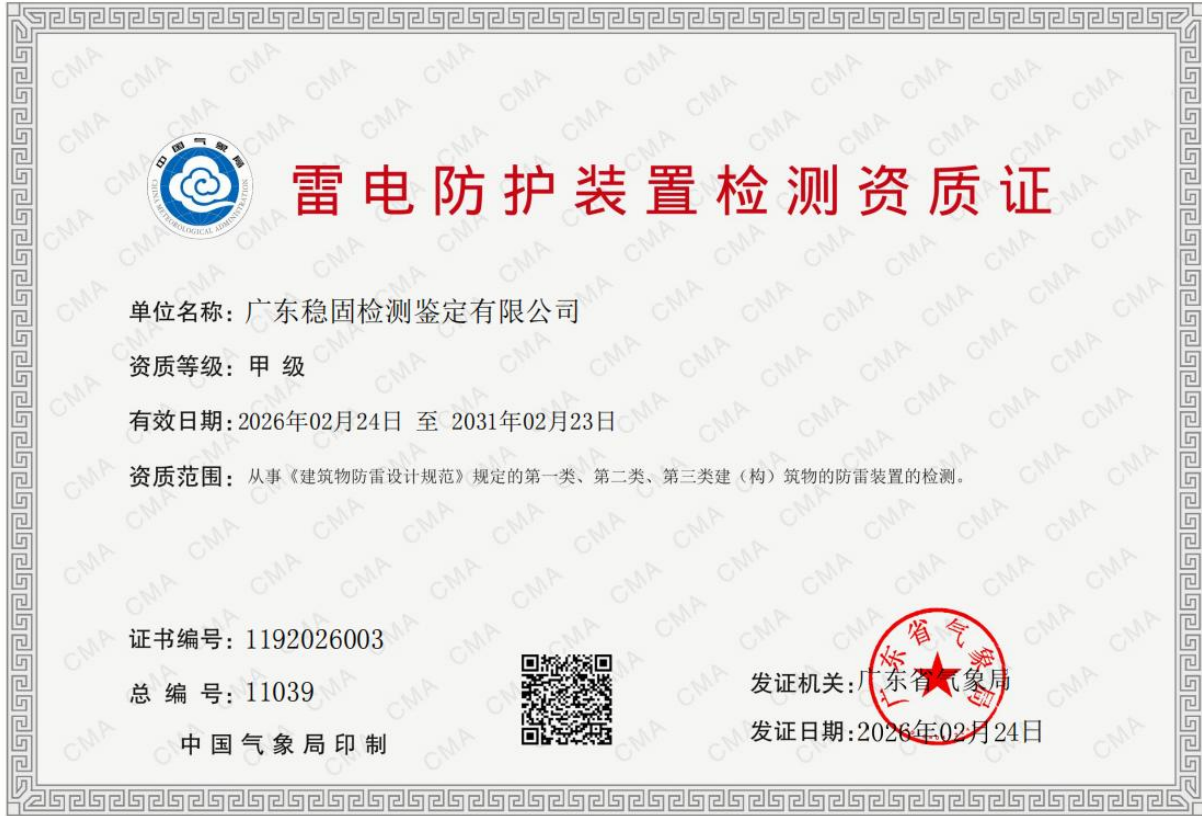 中国气象局
CHINA METEOROLOGICAL ADMINISTRATION
雷电防护装置检测资质证
单位名称：广东稳固检测鉴定有限公司
资质等级：甲 级
有效日期：2026年02月24日 至 2031年02月23日
资质范围：从事《建筑物防雷设计规范》规定的第一类、第二类、第三类建（构）筑物的防雷装置的检测。
证书编号：1192026003
总 编 号：11039
中国气象局印制
发证机关：广东省气象局
发证日期：2026年02月24日
广东省气象局
CMA